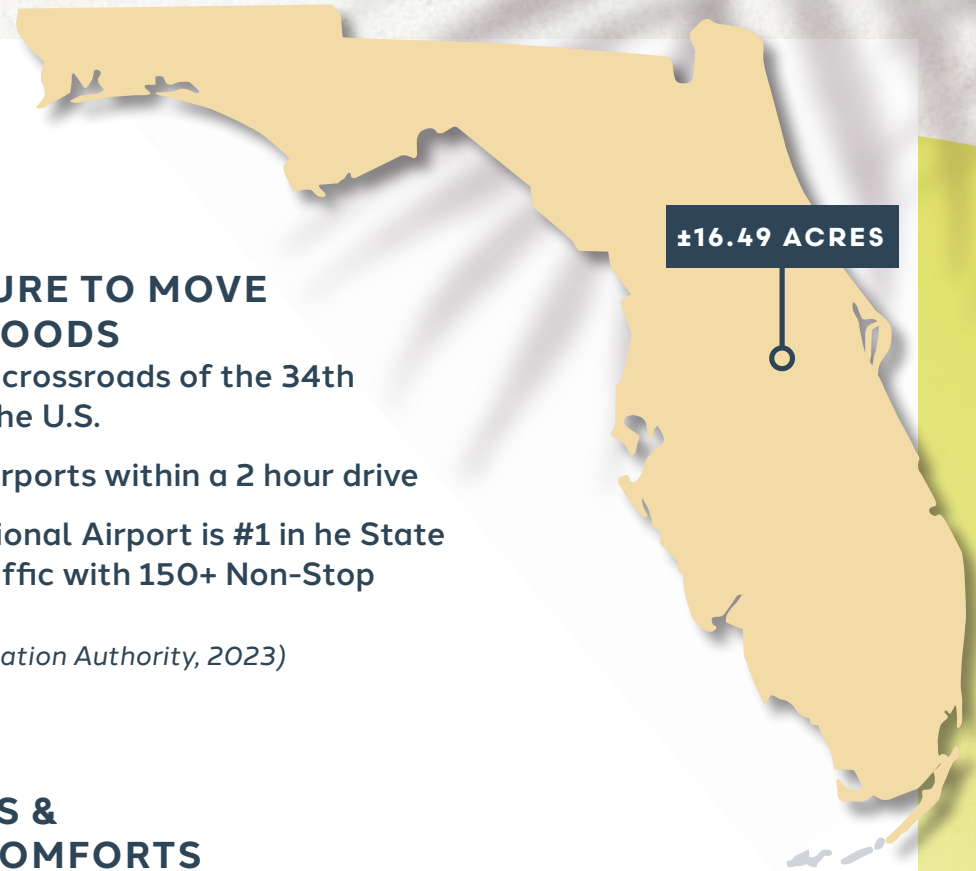 ±16.49 ACRES
URE TO MOVE
OODS
crossroads of the 34th
he U.S.
rports within a 2 hour drive
ional Airport is #1 in he State
ffic with 150+ Non-Stop
ation Authority, 2023)
S &
OMFORTS